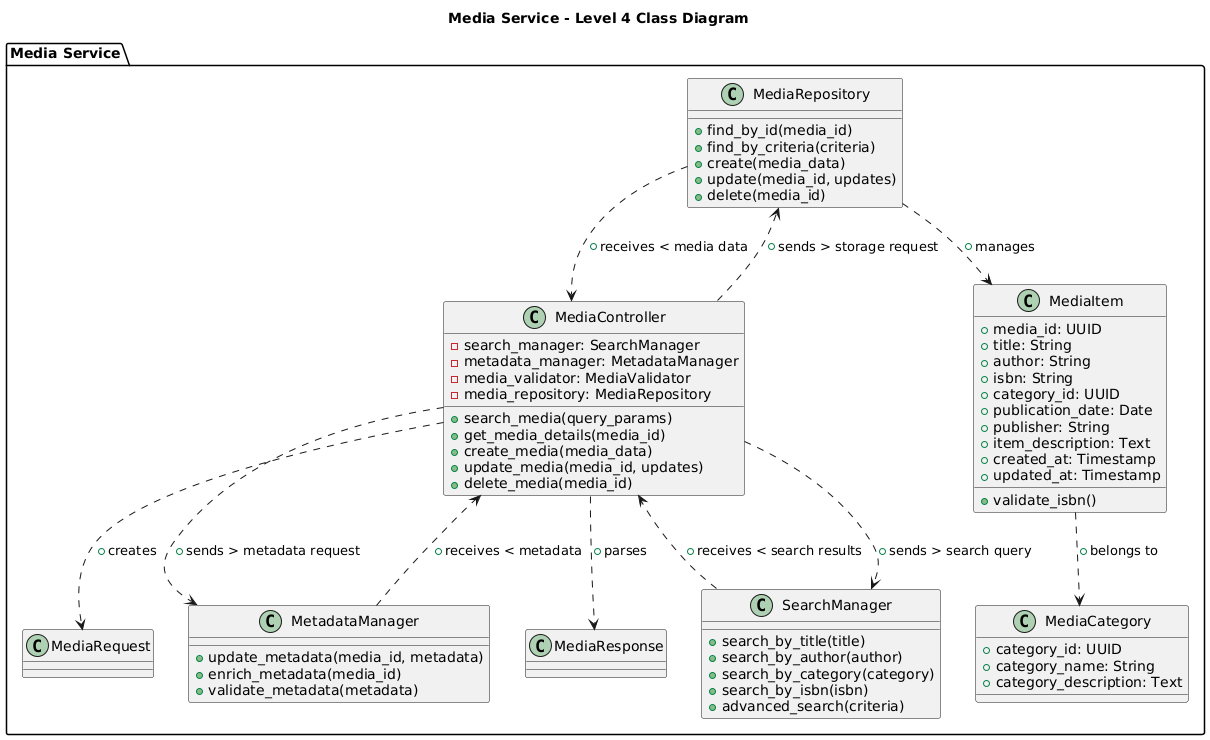 Media Service - Level 4 Class Diagram
Media Service
C MediaRepository
find_by_id(media_id)
find_by_criteria(criteria)
create(media_data)
update(media_id, updates)
delete(media_id)
receives < media data
sends > storage request
manages
C MediaController
search_manager: SearchManager
metadata_manager: MetadataManager
media_validator: MediaValidator
media_repository: MediaRepository
search_media(query_params)
get_media_details(media_id)
create_media(media_data)
update_media(media_id, updates)
delete_media(media_id)
C MediaItem
media_id: UUID
title: String
author: String
isbn: String
category_id: UUID
publication_date: Date
publisher: String
item_description: Text
created_at: Timestamp
updated_at: Timestamp
validate_isbn()
creates
sends > metadata request
receives < metadata
parses
receives < search results
sends > search query
belongs to
C MediaRequest
C MetadataManager
update_metadata(media_id, metadata)
enrich_metadata(media_id)
validate_metadata(metadata)
C MediaResponse
C SearchManager
search_by_title(title)
search_by_author(author)
search_by_category(category)
search_by_isbn(isbn)
advanced_search(criteria)
C MediaCategory
category_id: UUID
category_name: String
category_description: Text